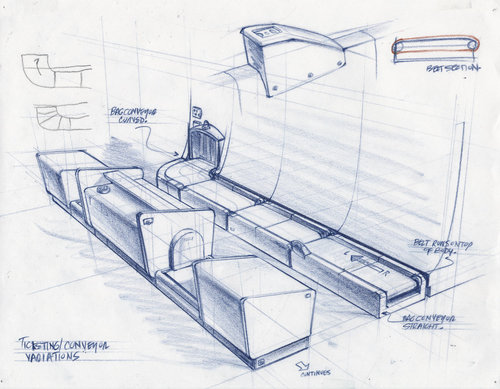 BELT SECTION
BAG CONVEYOR
CURVED.
BELT RUNS ON TOP
OF BODY.
BAG CONVEYOR
STRAIGHT.
TICKETING/CONVEYOR
VARIATIONS
CONTINUES